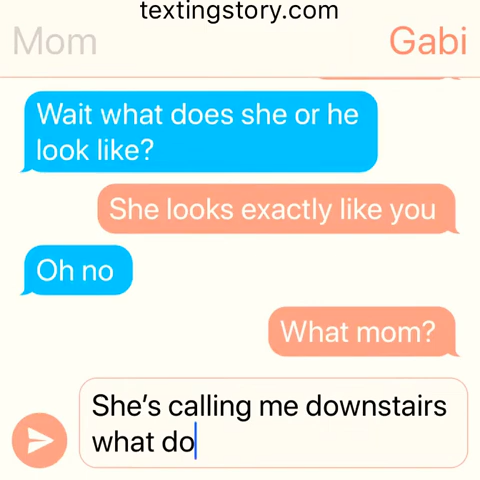 textingstory.com
Mom
Gabi
Wait what does she or he
look like?
She looks exactly like you
Oh no
What mom?
She’s calling me downstairs
what do